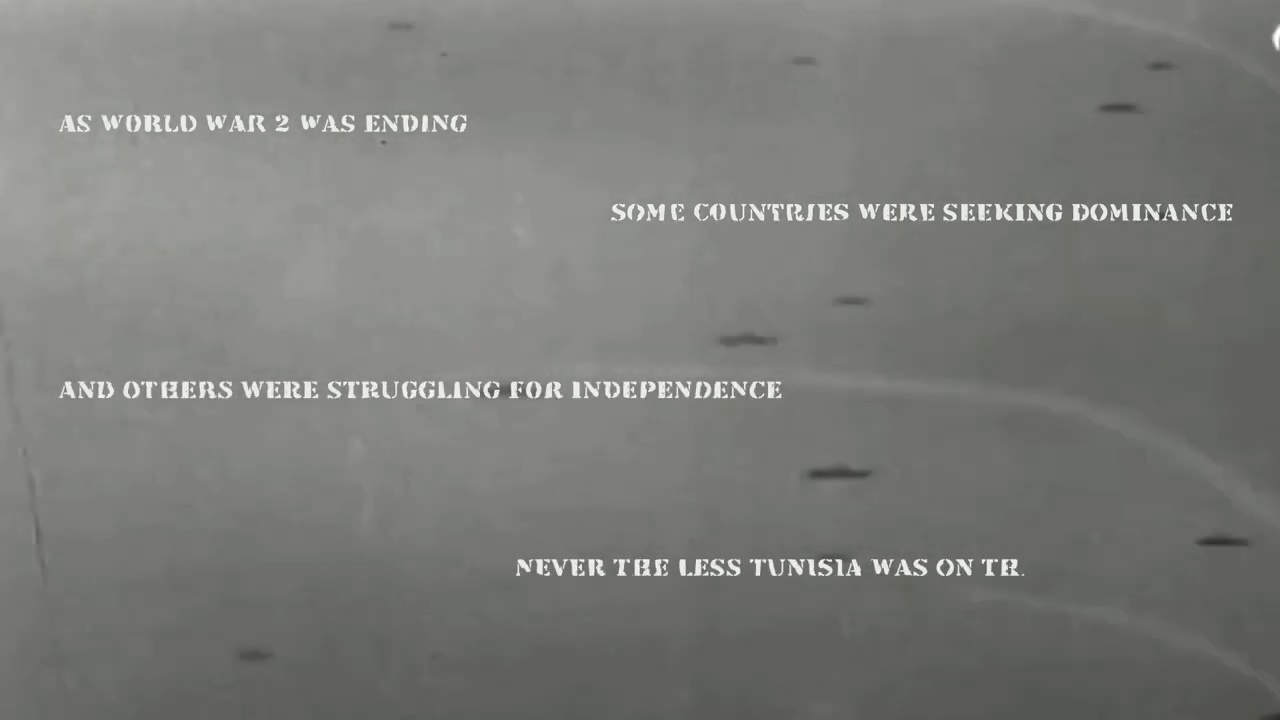 AS WORLD WAR 2 WAS ENDING
SOME COUNTRIES WERE SEEKING DOMINANCE
AND OTHERS WERE STRUGGLING FOR INDEPENDENCE
NEVER THE LESS TUNISIA WAS ON TH